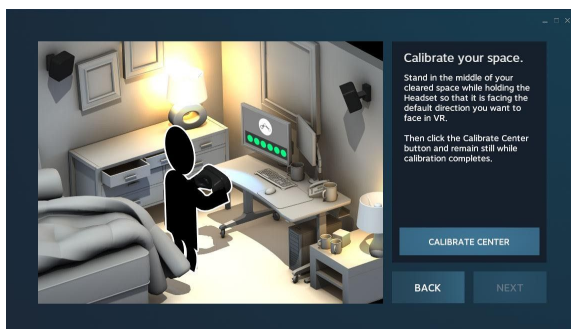 Calibrate your space.
Stand in the middle of your
cleared space while holding the
Headset so that it is facing the
default direction you want to
face in VR.
Then click the Calibrate Center
button and remain still while
calibration completes.
CALIBRATE CENTER
BACK
NEXT